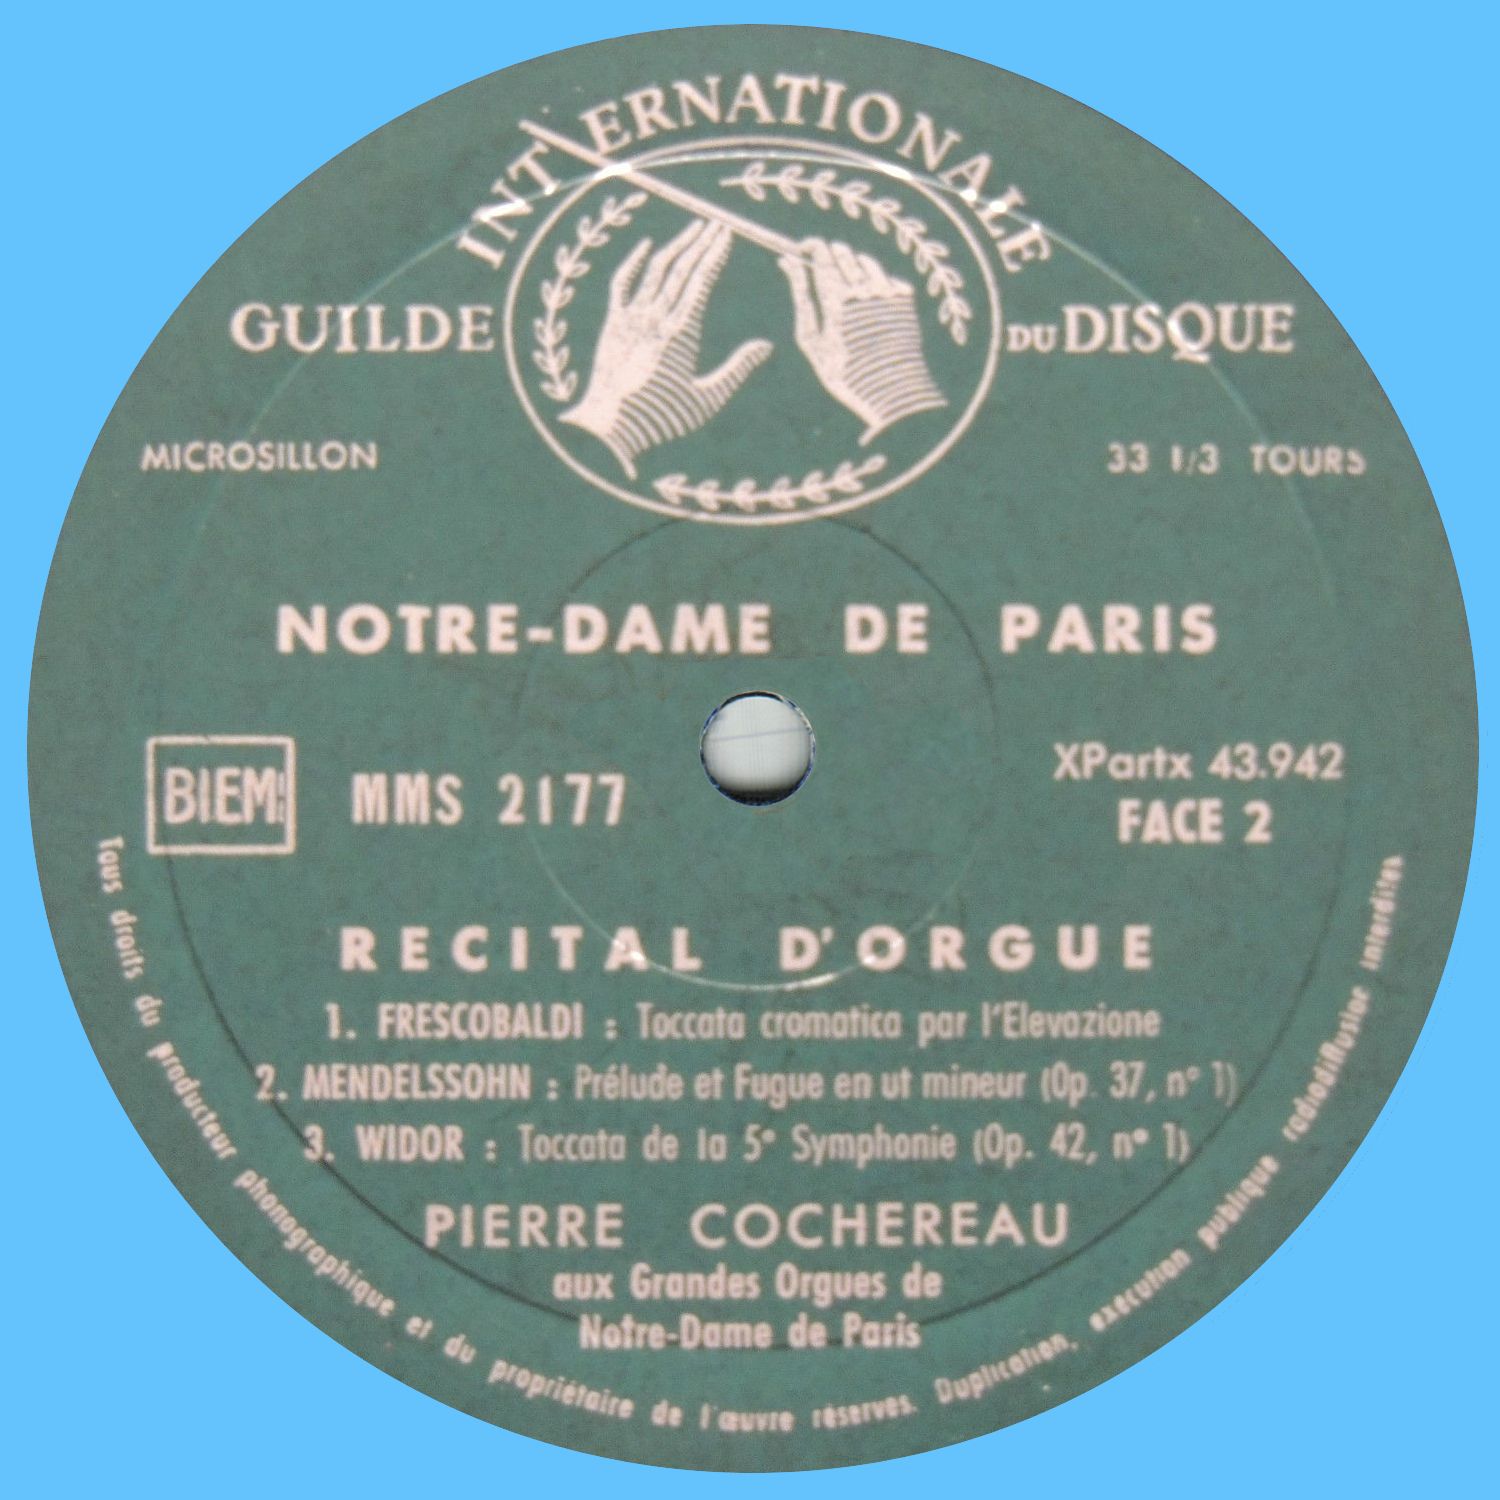 INTERNATIONALE
GUILDE DU DISQUE
MICROSILLON
33 1/3 TOURS
NOTRE-DAME DE PARIS
BIEM
MMS 2177
XPartx 43.942
FACE 2
RECITAL D'ORGUE
1. FRESCOBALDI : Toccata cromatica par l'Elevazione
2. MENDELSSOHN : Prélude et Fugue en ut mineur (Op. 37, n° 1)
3. WIDOR : Toccata de la 5e Symphonie (Op. 42, n° 1)
PIERRE COCHEREAU
aux Grandes Orgues de
Notre-Dame de Paris
Tous droits du producteur phonographique et du propriétaire de l'œuvre réservés. Duplication, exécution publique radiodiffusion interdites